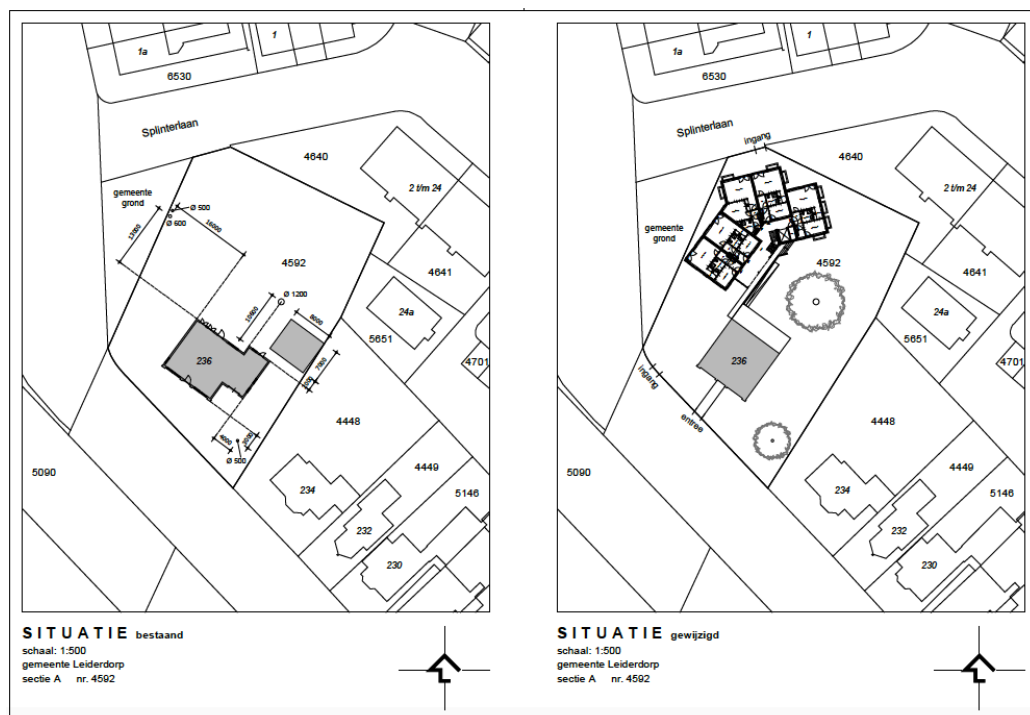 1a
1
6530
Splinterlaan
4640
2 t/m 24
gemeente
grond
Ø 500
Ø 600
16000
4592
4641
Ø 1200
24a
8000
5651
236
4701
4448
4000
Ø 500
5090
4449
234
5146
232
230
SITUATIE bestaand
schaal: 1:500
gemeente Leiderdorp
sectie A nr. 4592
1a
1
6530
Splinterlaan
ingang
4640
2 t/m 24
gemeente
grond
4592
4641
24a
5651
236
4701
ingang
entree
4448
5090
4449
234
5146
232
230
SITUATIE gewijzigd
schaal: 1:500
gemeente Leiderdorp
sectie A nr. 4592